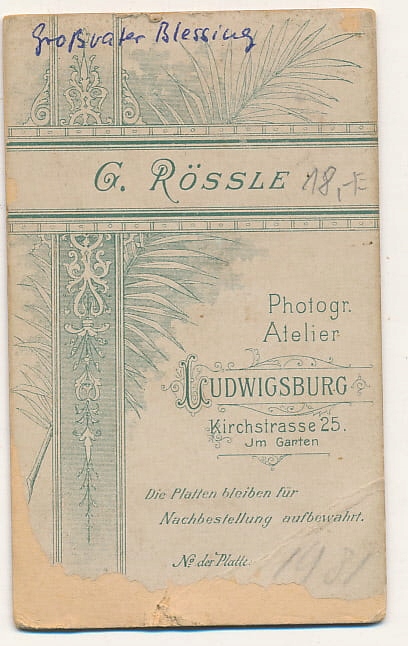 Großvater Blessing
G. RÖSSLE
18,-
Photogr.
Atelier
LUDWIGSBURG
Kirchstrasse 25.
Jm Garten
Die Platten bleiben für
Nachbestellung aufbewahrt.
No der Platte